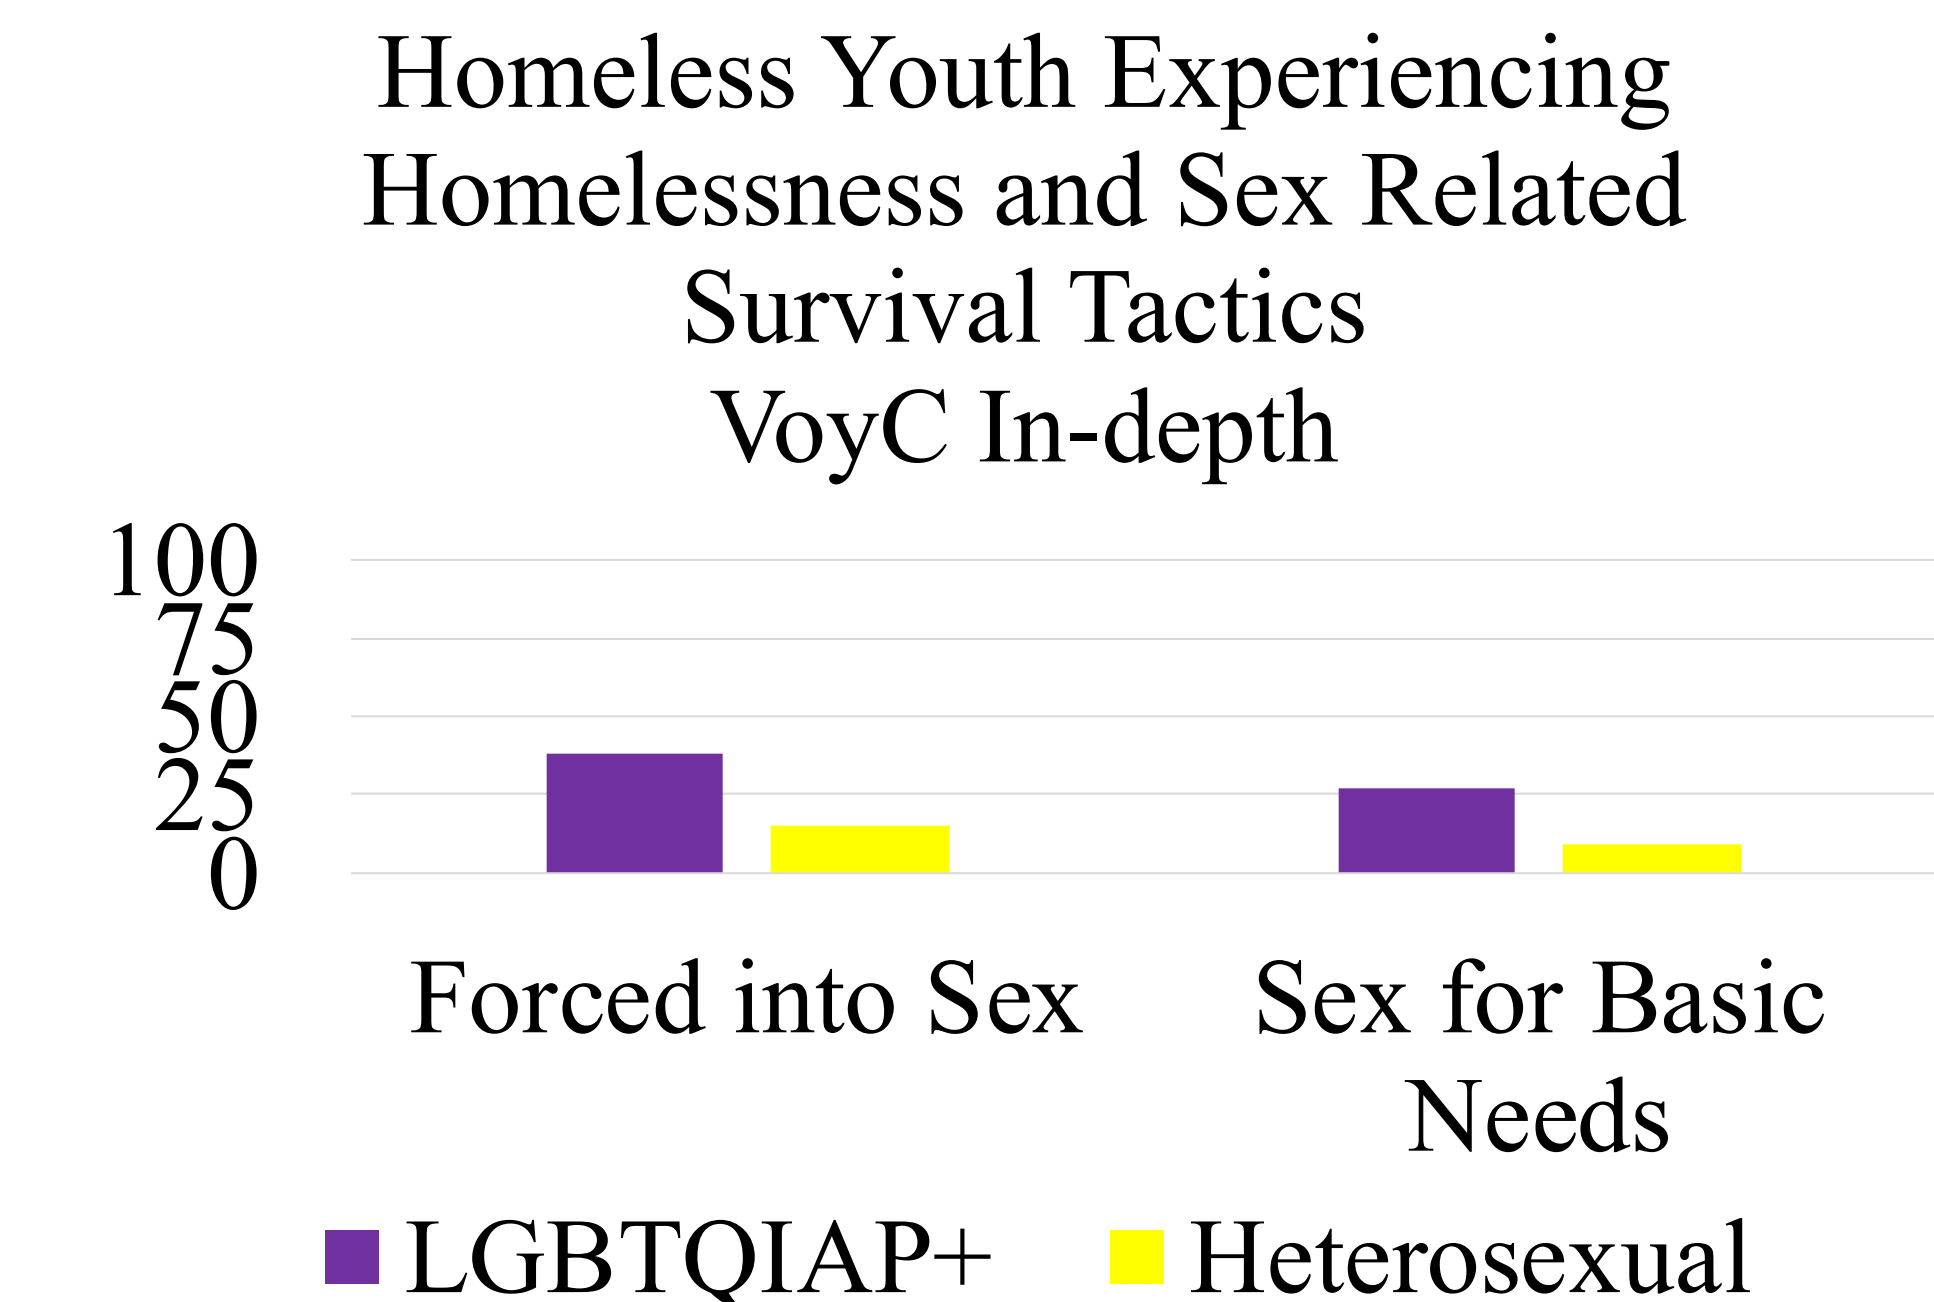 Homeless Youth Experiencing
Homelessness and Sex Related
Survival Tactics
VoyC In-depth
100
75
50
25
0
Forced into Sex
Sex for Basic
Needs
LGBTQIAP+
Heterosexual